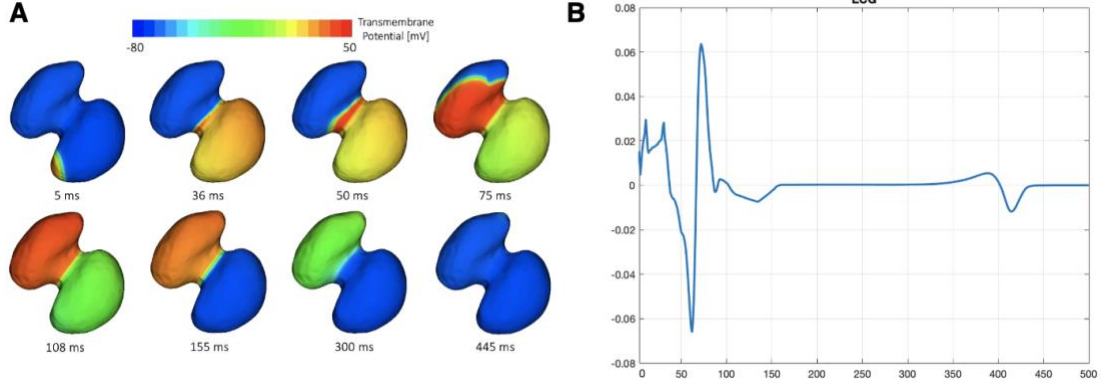 A
Transmembrane
Potential [mV]
-80
50
5 ms
36 ms
50 ms
75 ms
108 ms
155 ms
300 ms
445 ms
B
ECG
0.08
0.06
0.04
0.02
0
-0.02
-0.04
-0.06
-0.08
0 50 100 150 200 250 300 350 400 450 500